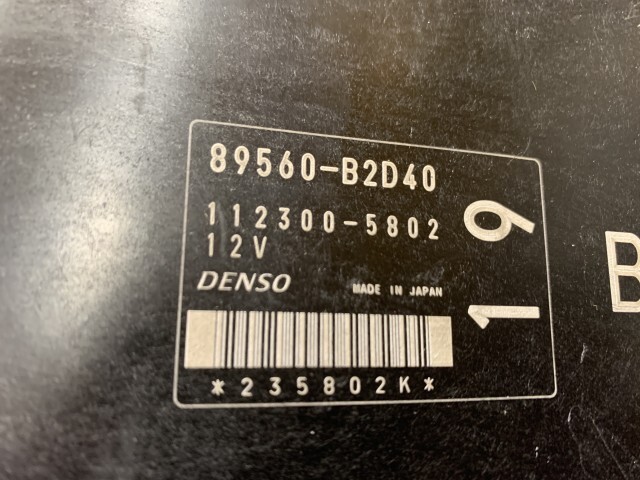 89560-B2D40
112300-5802
12V
DENSO MADE IN JAPAN
*235802K*
19
B